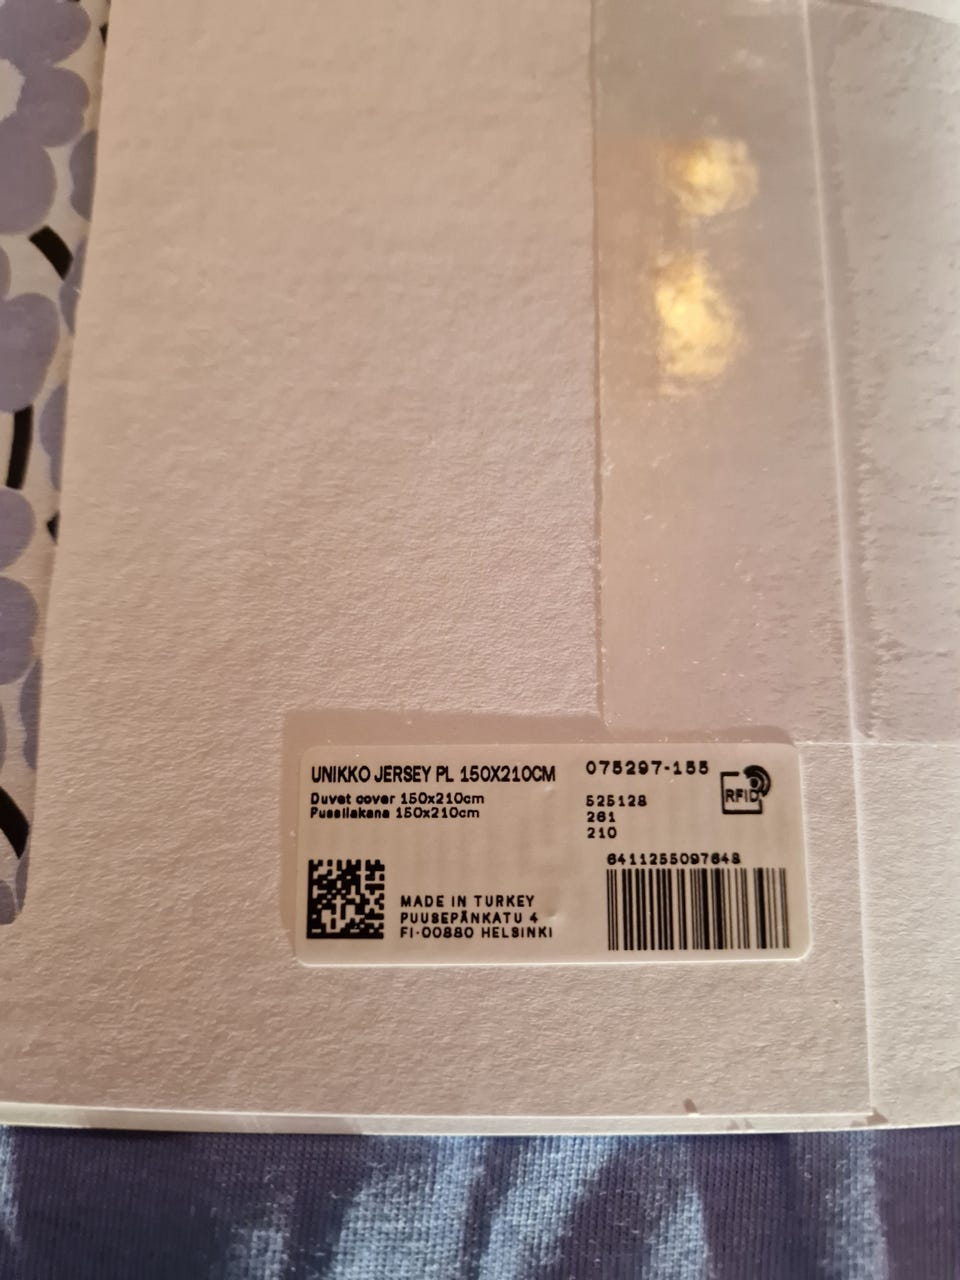 UNIKKO JERSEY PL 150X210CM
Duvet cover 150x210cm
Pussilakana 150x210cm
075297-155
525128
261
210
RFID
6411255097648
MADE IN TURKEY
PUUSEPÄNKATU 4
FI-00880 HELSINKI